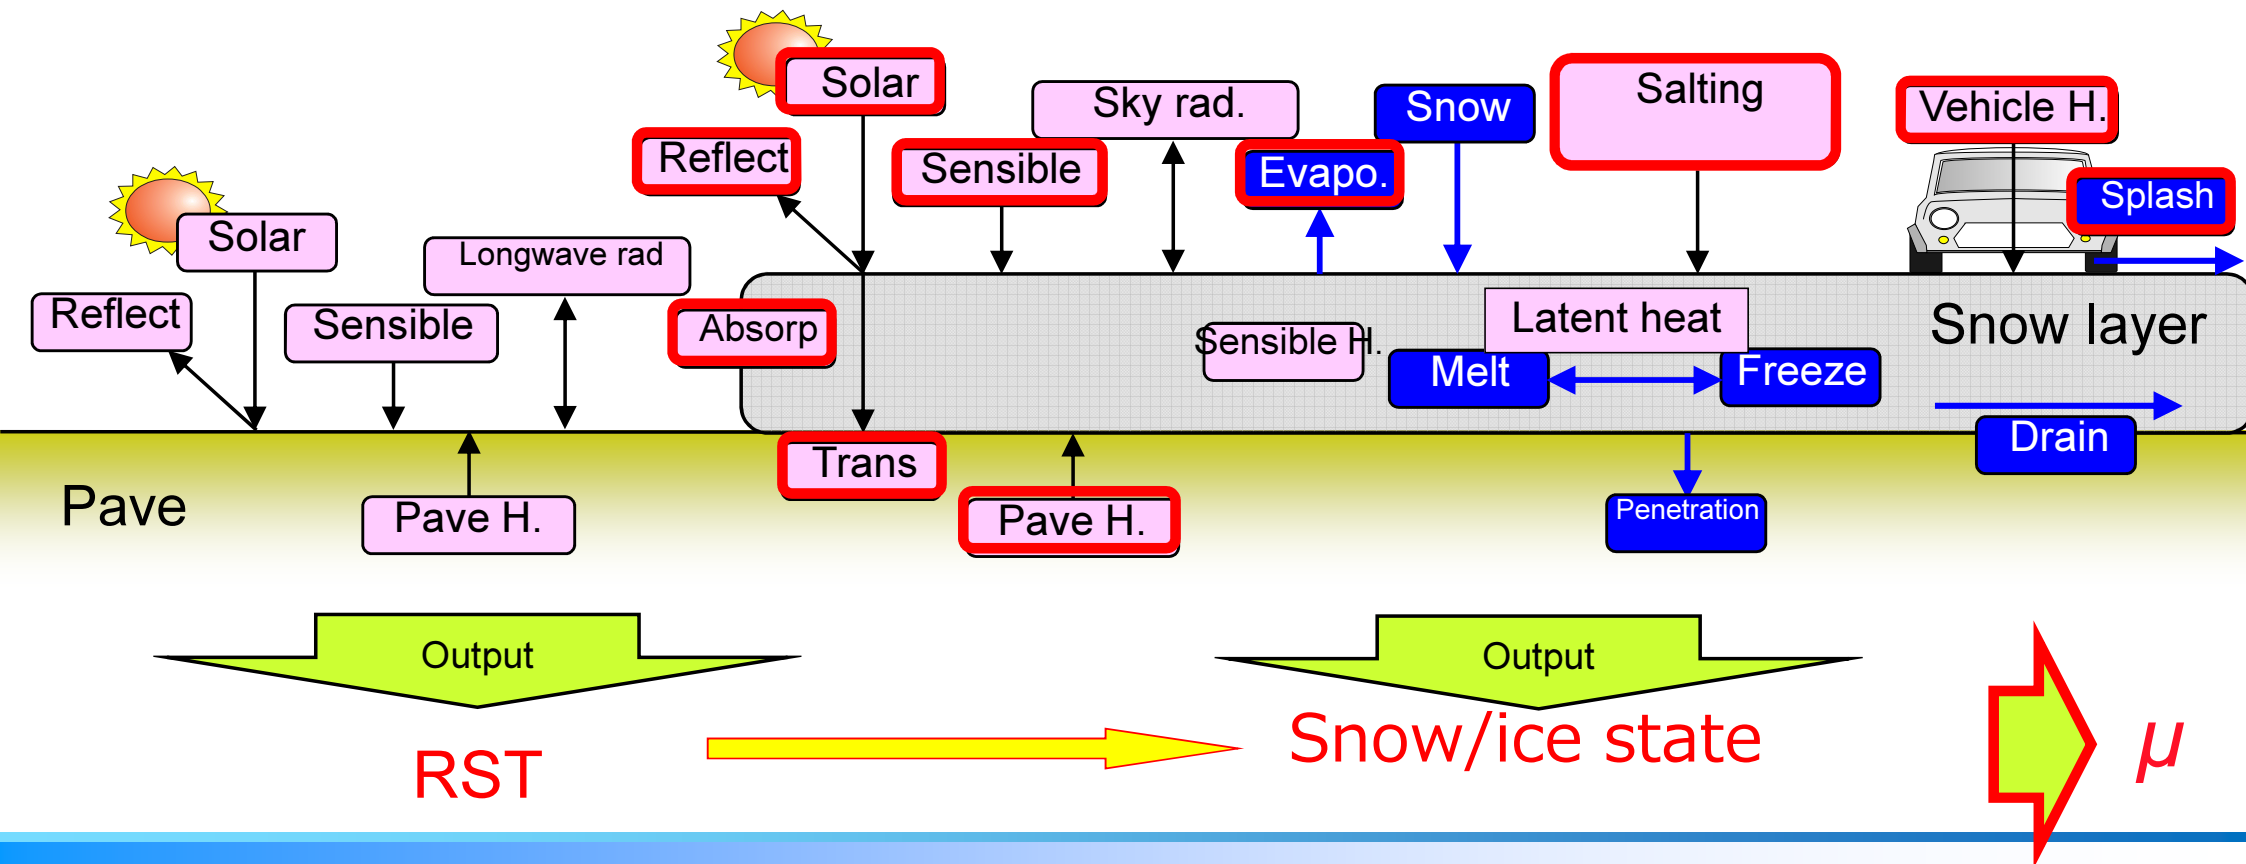 Solar
Reflect
Sensible
Sky rad.
Evapo.
Snow
Salting
Vehicle H.
Splash
Solar
Reflect
Sensible
Longwave rad
Absorp
Sensible H.
Latent heat
Melt
Freeze
Snow layer
Drain
Trans
Pave
Pave H.
Pave H.
Penetration
Output
Output
RST
Snow/ice state
μ